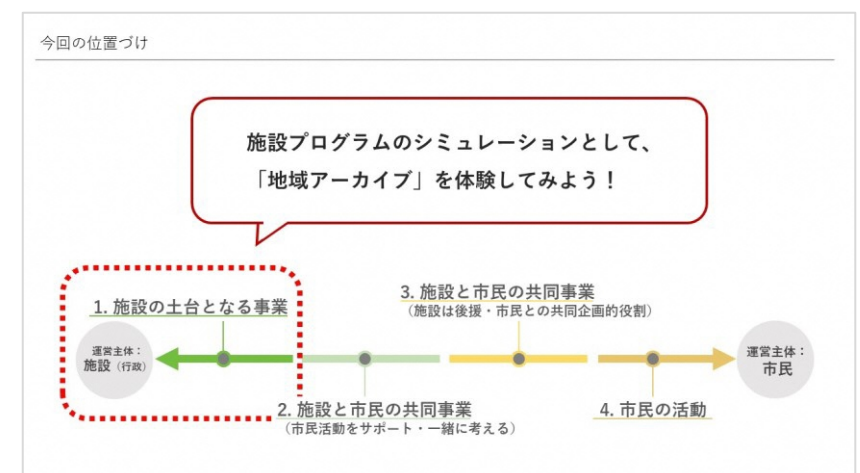 今回の位置づけ
施設プログラムのシミュレーションとして、
「地域アーカイブ」を体験してみよう！
1. 施設の土台となる事業
3. 施設と市民の共同事業
（施設は後援・市民との共同企画的役割）
運営主体：
施設（行政）
運営主体：
市民
2. 施設と市民の共同事業
（市民活動をサポート・一緒に考える）
4. 市民の活動